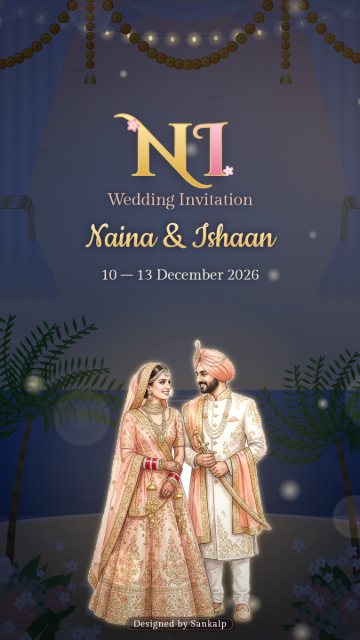 NI
Wedding Invitation
Naina & Ishaan
10 — 13 December 2026
Designed by Sankalp